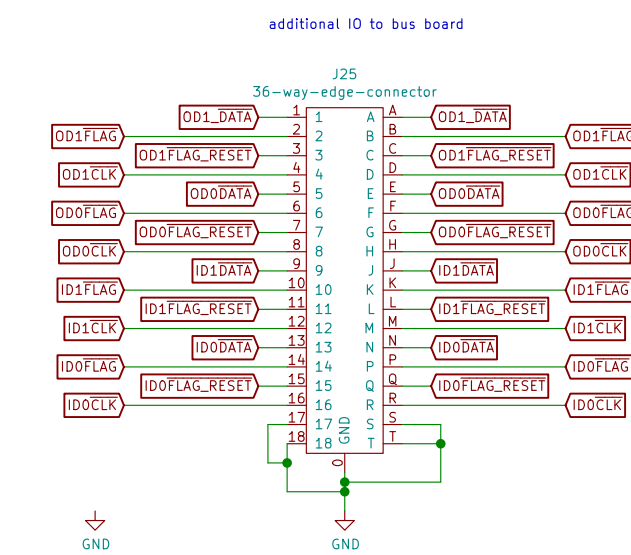 additional IO to bus board
J25
36-way-edge-connector
OD1_DATA 1 1 A A OD1_DATA
OD1FLAG 2 2 B B OD1FLAG
OD1FLAG_RESET 3 3 C C OD1FLAG_RESET
OD1CLK 4 4 D D OD1CLK
OD0DATA 5 5 E E OD0DATA
OD0FLAG 6 6 F F OD0FLAG
OD0FLAG_RESET 7 7 G G OD0FLAG_RESET
OD0CLK 8 8 H H OD0CLK
ID1DATA 9 9 J J ID1DATA
ID1FLAG 10 10 K K ID1FLAG
ID1FLAG_RESET 11 11 L L ID1FLAG_RESET
ID1CLK 12 12 M M ID1CLK
ID0DATA 13 13 N N ID0DATA
ID0FLAG 14 14 P P ID0FLAG
ID0FLAG_RESET 15 15 Q Q ID0FLAG_RESET
ID0CLK 16 16 R R ID0CLK
17 17 S S
18 18 T T
GND
0
GND
GND